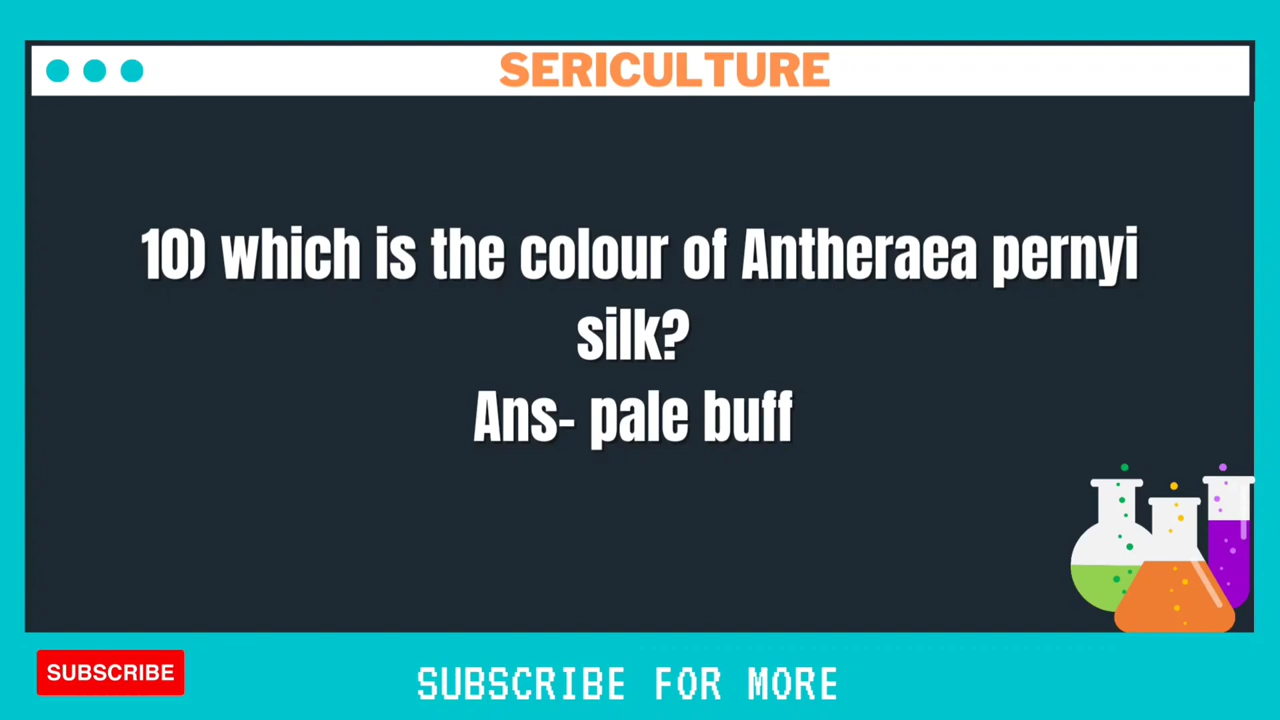 SERICULTURE
10) which is the colour of Antheraea pernyi
silk?
Ans- pale buff
SUBSCRIBE
SUBSCRIBE FOR MORE